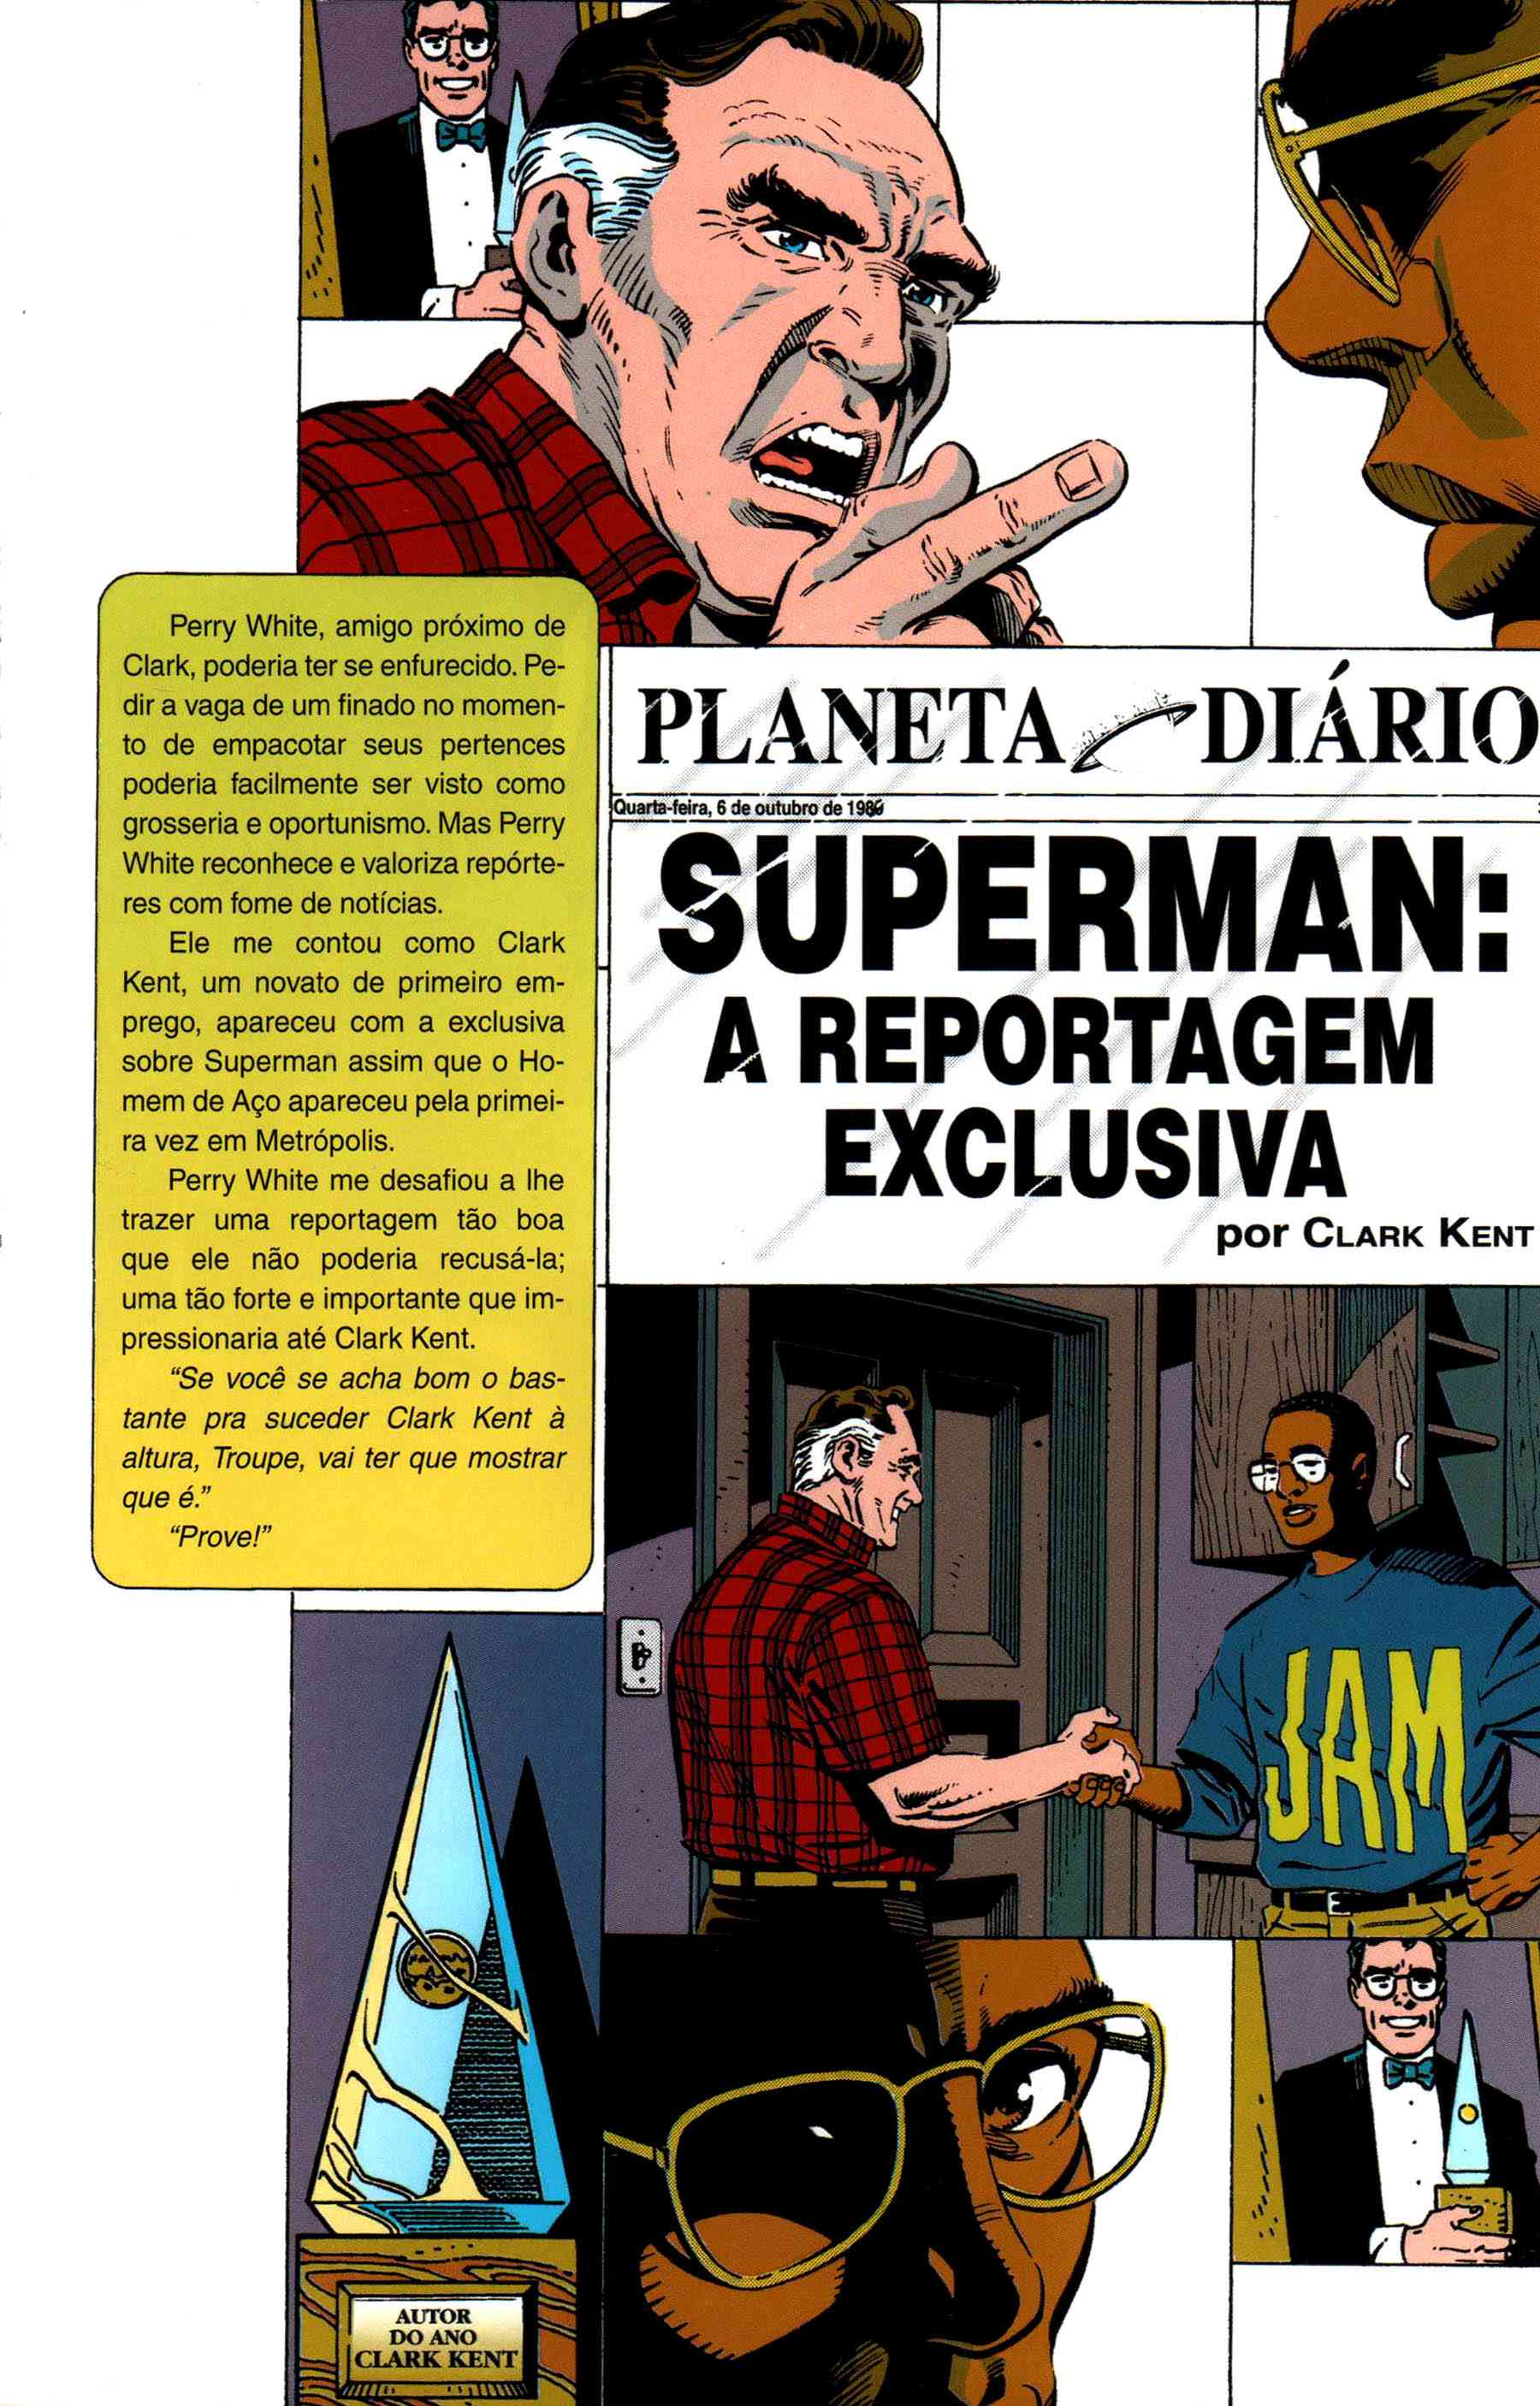 Perry White, amigo próximo de
Clark, poderia ter se enfurecido. Pe-
dir a vaga de um finado no momen-
to de empacotar seus pertences
poderia facilmente ser visto como
grosseria e oportunismo. Mas Perry
White reconhece e valoriza repórte-
res com fome de notícias.
Ele me contou como Clark
Kent, um novato de primeiro em-
prego, apareceu com a exclusiva
sobre Superman assim que o Ho-
mem de Aço apareceu pela primei-
ra vez em Metrópolis.
Perry White me desafiou a lhe
trazer uma reportagem tão boa
que ele não poderia recusá-la;
uma tão forte e importante que im-
pressionaria até Clark Kent.
“Se você se acha bom o bas-
tante pra suceder Clark Kent à
altura, Troupe, vai ter que mostrar
que é.”
“Prove!”
PLANETA DIÁRIO
Quarta-feira, 6 de outubro de
SUPERMAN:
A REPORTAGEM
EXCLUSIVA
por CLARK KENT
JAM
AUTOR
DO ANO
CLARK KENT